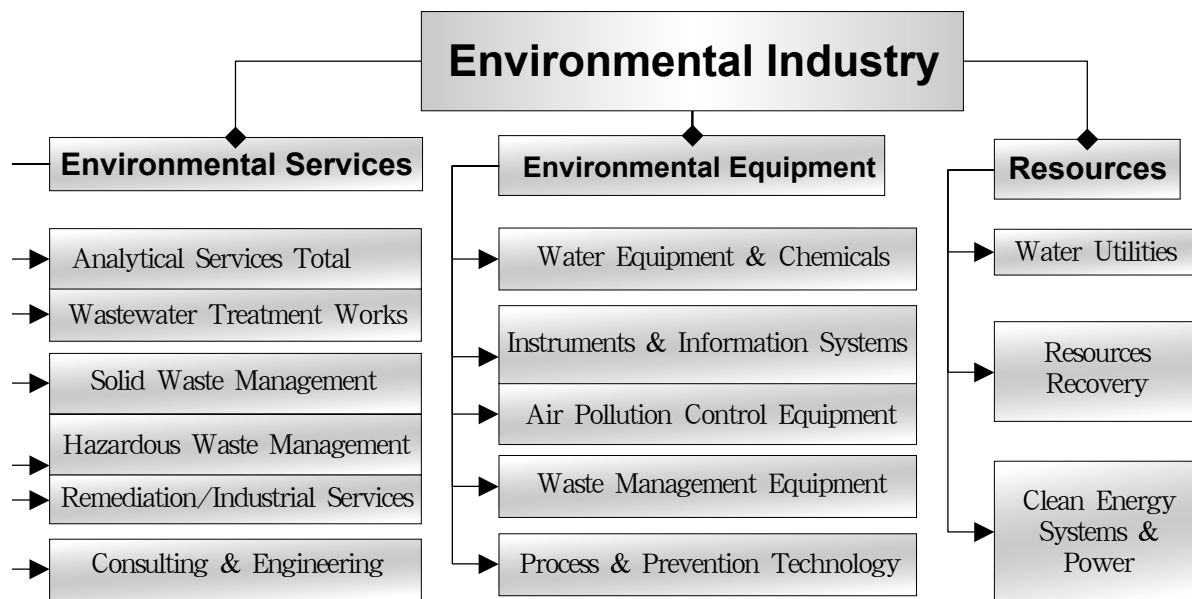 Environmental Industry
Environmental Services
Analytical Services Total
Wastewater Treatment Works
Solid Waste Management
Hazardous Waste Management
Remediation/Industrial Services
Consulting & Engineering
Environmental Equipment
Water Equipment & Chemicals
Instruments & Information Systems
Air Pollution Control Equipment
Waste Management Equipment
Process & Prevention Technology
Resources
Water Utilities
Resources
Recovery
Clean Energy
Systems &
Power